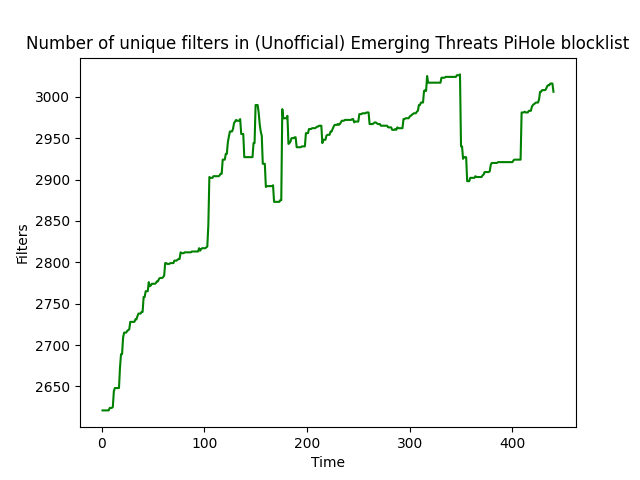 Number of unique filters in (Unofficial) Emerging Threats PiHole blocklist
3000
2950
2900
2850
2800
2750
2700
2650
Filters
0 100 200 300 400
Time